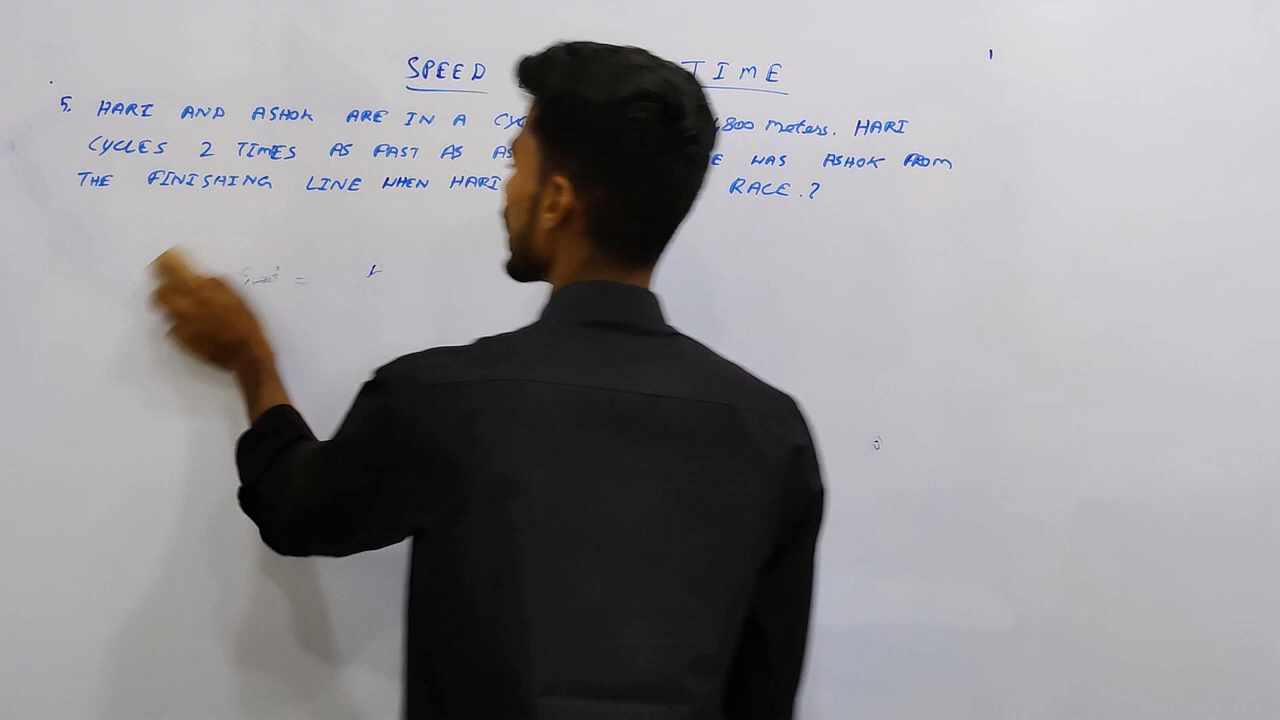 SPEED TIME
5. HARI AND ASHOK ARE IN A CYC 800 meters. HARI
CYCLES 2 TIMES AS FAST AS AS E WAS ASHOK FROM
THE FINISHING LINE WHEN HARI RACE.?